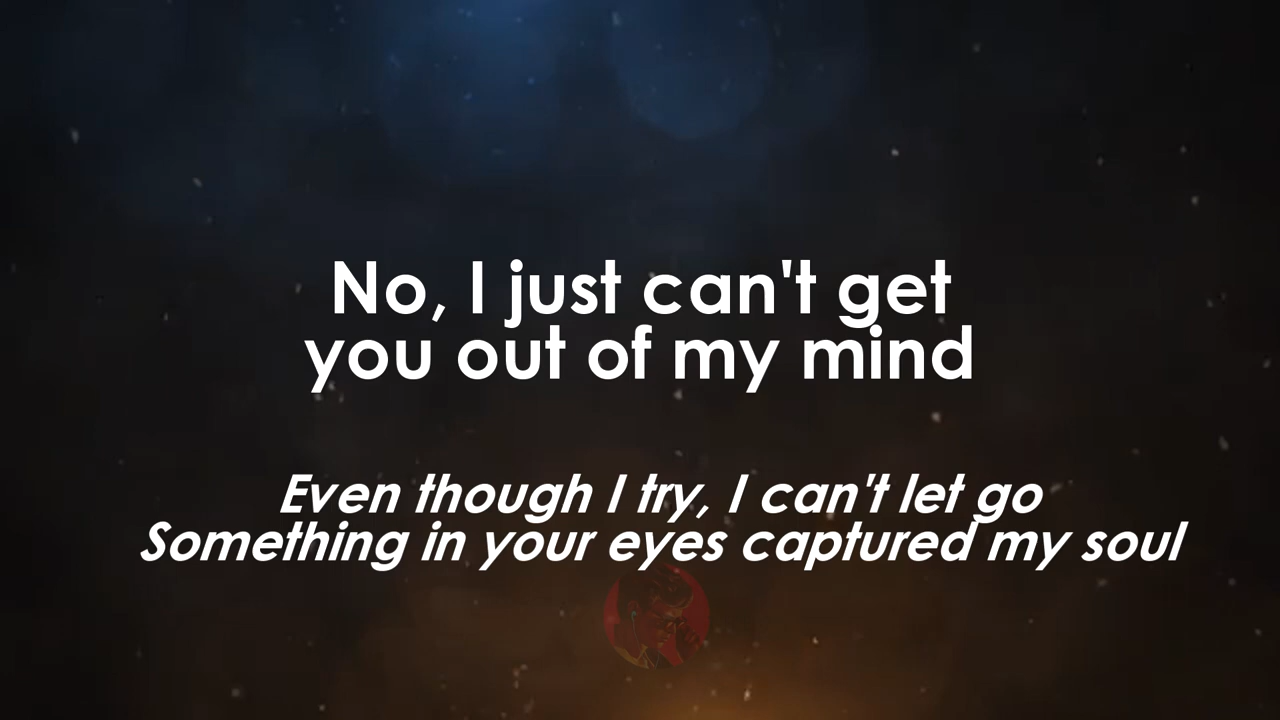 No, I just can't get
you out of my mind
Even though I try, I can't let go
Something in your eyes captured my soul